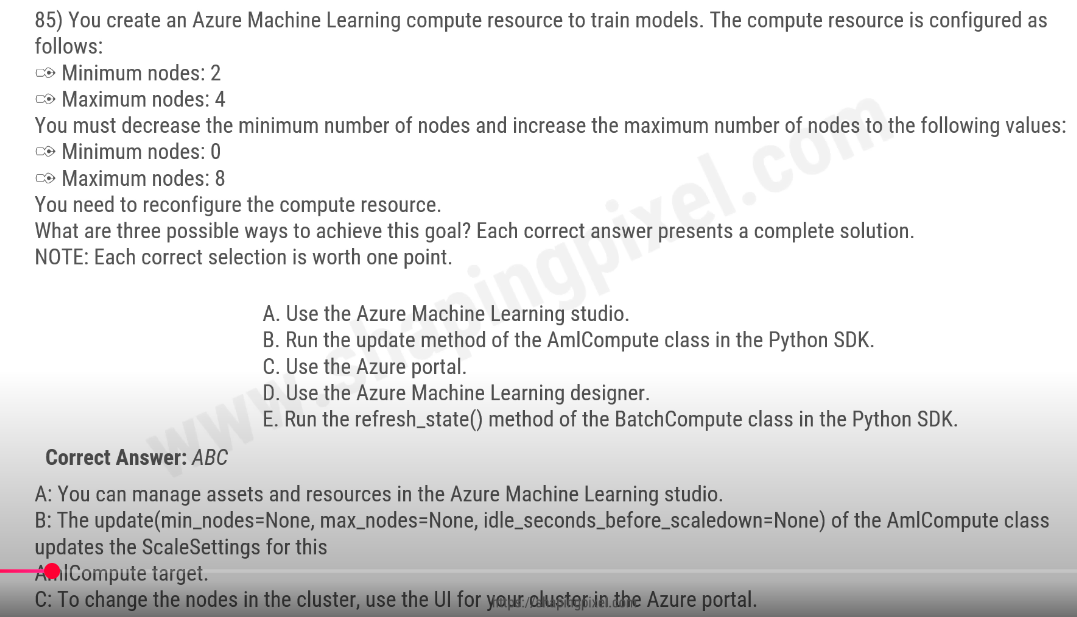 85) You create an Azure Machine Learning compute resource to train models. The compute resource is configured as
follows:
Minimum nodes: 2
Maximum nodes: 4
You must decrease the minimum number of nodes and increase the maximum number of nodes to the following values:
Minimum nodes: 0
Maximum nodes: 8
You need to reconfigure the compute resource.
What are three possible ways to achieve this goal? Each correct answer presents a complete solution.
NOTE: Each correct selection is worth one point.
www.shapingpixel.com
A. Use the Azure Machine Learning studio.
B. Run the update method of the AmlCompute class in the Python SDK.
C. Use the Azure portal.
D. Use the Azure Machine Learning designer.
E. Run the refresh_state() method of the BatchCompute class in the Python SDK.
Correct Answer: ABC
A: You can manage assets and resources in the Azure Machine Learning studio.
B: The update(min_nodes=None, max_nodes=None, idle_seconds_before_scaledown=None) of the AmlCompute class
updates the ScaleSettings for this
AmlCompute target.
C: To change the nodes in the cluster, use the UI for your cluster in the Azure portal.
https://shapingpixel.com